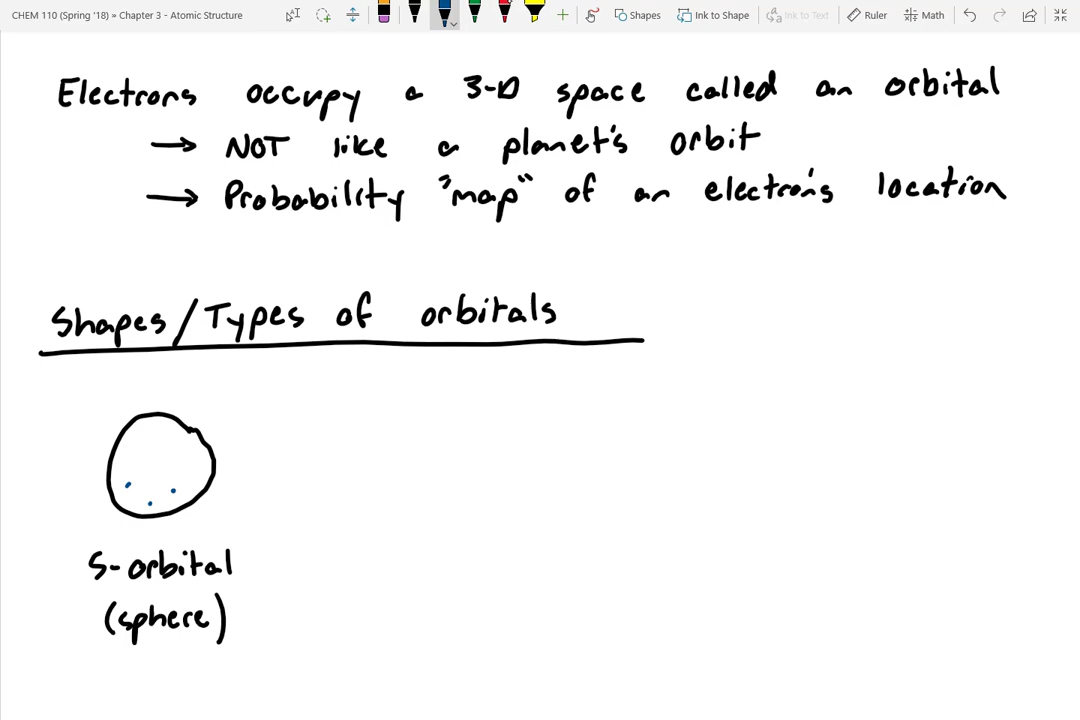 CHEM 110 (Spring '18) » Chapter 3 - Atomic Structure
Shapes
Ink to Shape
Ink to Text
Ruler
Math
Electrons occupy a 3-D space called an orbital
→ NOT like a planet's orbit
→ Probability "map" of an electron's location
Shapes/Types of orbitals
s-orbital
(sphere)